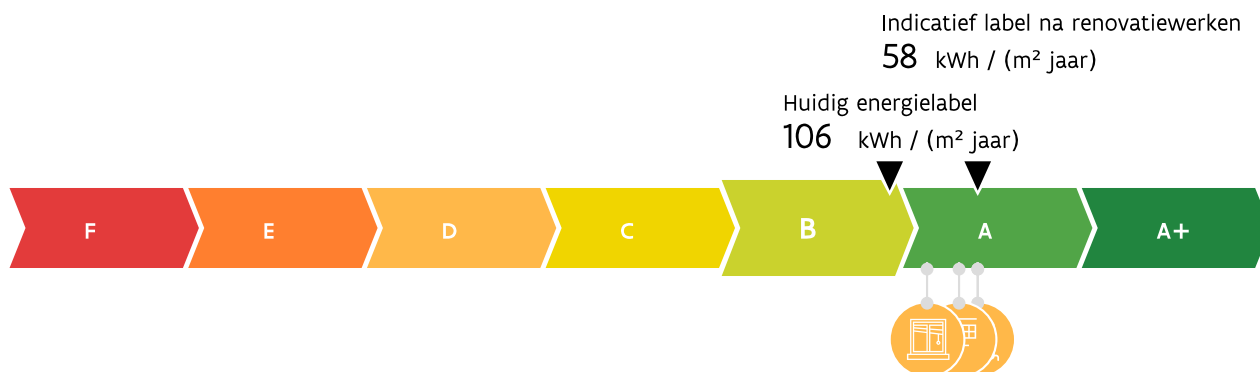 Indicatief label na renovatiewerken
58 kWh / (m² jaar)
Huidig energielabel
106 kWh / (m² jaar)
F E D C B A A+